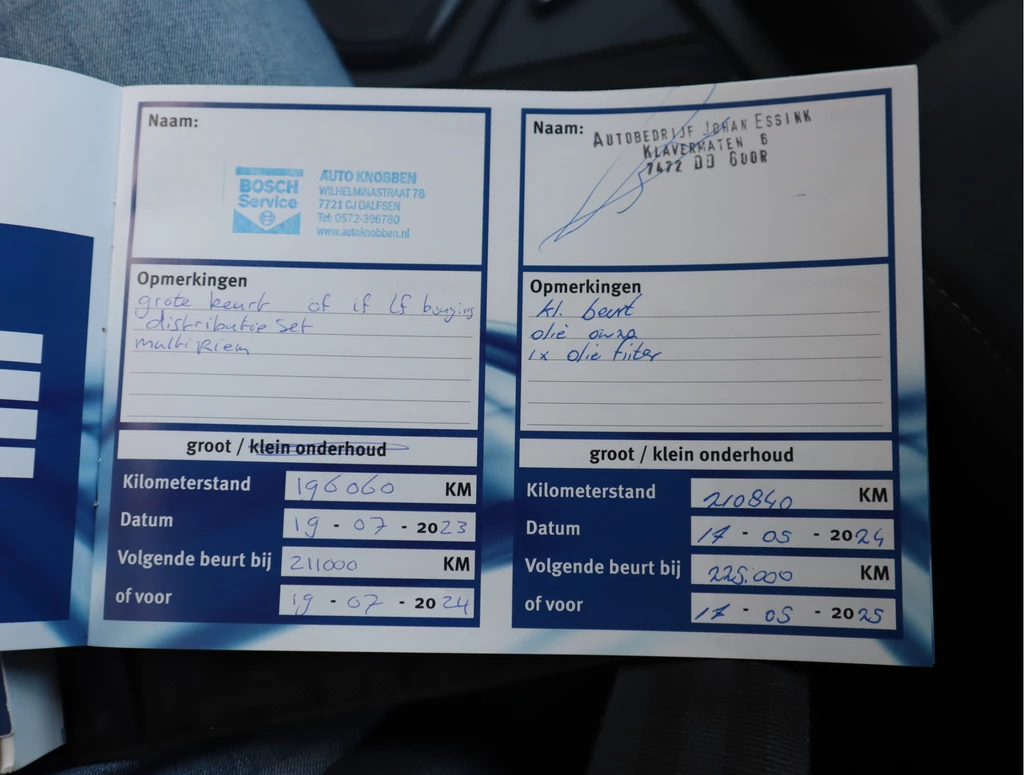 Naam:
BOSCH
Service
AUTO KNOBBEN
WILHELMINASTRAAT 78
7721 CJ DALFSEN
Tel: 0572-396780
www.autoknobben.nl
Opmerkingen
grote beurt of if lf bougies
distributie set
multi Riem
groot / klein onderhoud
Kilometerstand 196060 KM
Datum 19 - 07 - 2023
Volgende beurt bij 211000 KM
of voor 19 - 07 - 2024
Naam:
AUTOBEDRIJF JOHAN ESSINK
KLAVERMATEN 6
7472 DD GOOR
Opmerkingen
kl. beurt
olie
1x olie filter
groot / klein onderhoud
Kilometerstand 210840 KM
Datum 17 - 05 - 2024
Volgende beurt bij 225.000 KM
of voor 17 - 05 - 2025